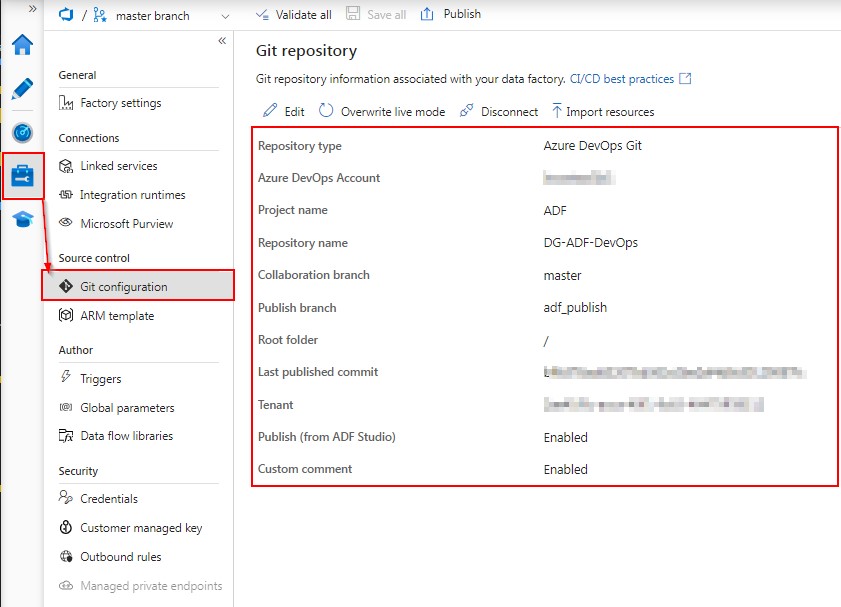 / master branch
Validate all Save all Publish
General
Factory settings
Connections
Linked services
Integration runtimes
Microsoft Purview
Source control
Git configuration
ARM template
Author
Triggers
Global parameters
Data flow libraries
Security
Credentials
Customer managed key
Outbound rules
Managed private endpoints
Git repository
Git repository information associated with your data factory. CI/CD best practices
Edit Overwrite live mode Disconnect Import resources
Repository type Azure DevOps Git
Azure DevOps Account
Project name ADF
Repository name DG-ADF-DevOps
Collaboration branch master
Publish branch adf_publish
Root folder /
Last published commit
Tenant
Publish (from ADF Studio) Enabled
Custom comment Enabled